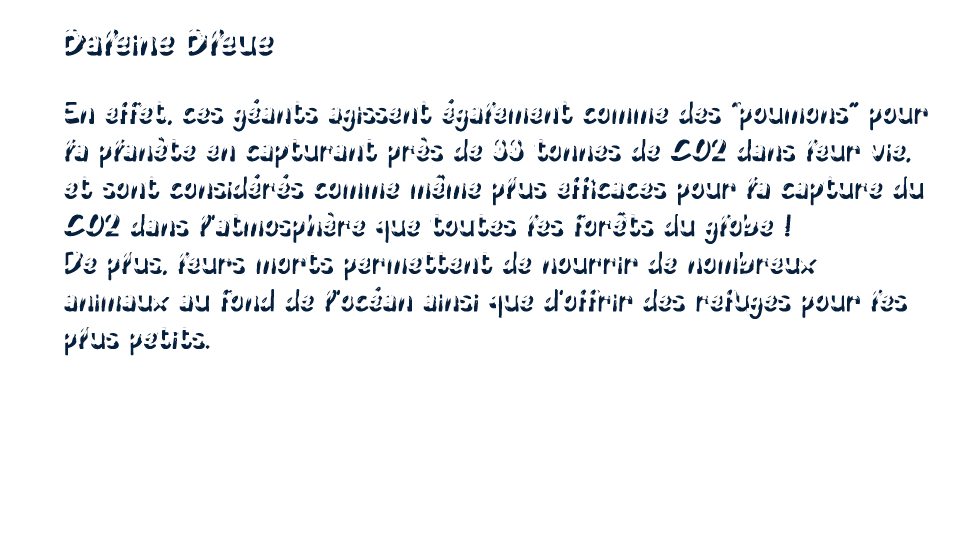 Baleine Bleue
En effet, ces géants agissent également comme des "poumons" pour
la planète en capturant près de 33 tonnes de CO2 dans leur vie,
et sont considérés comme même plus efficaces pour la capture du
CO2 dans l'atmosphère que toutes les forêts du globe !
De plus, leurs morts permettent de nourrir de nombreux
animaux au fond de l'océan ainsi que d'offrir des refuges pour les
plus petits.